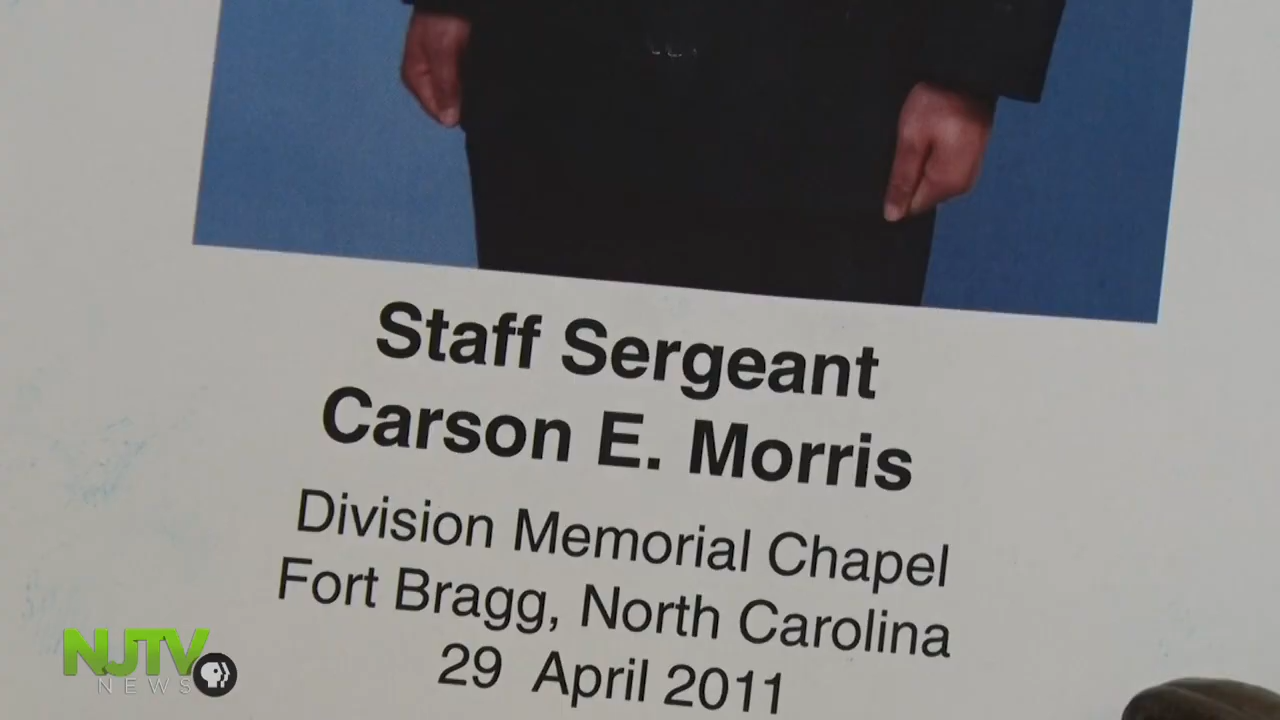 Staff Sergeant
Carson E. Morris
Division Memorial Chapel
Fort Bragg, North Carolina
29 April 2011
NJTV
NEWS